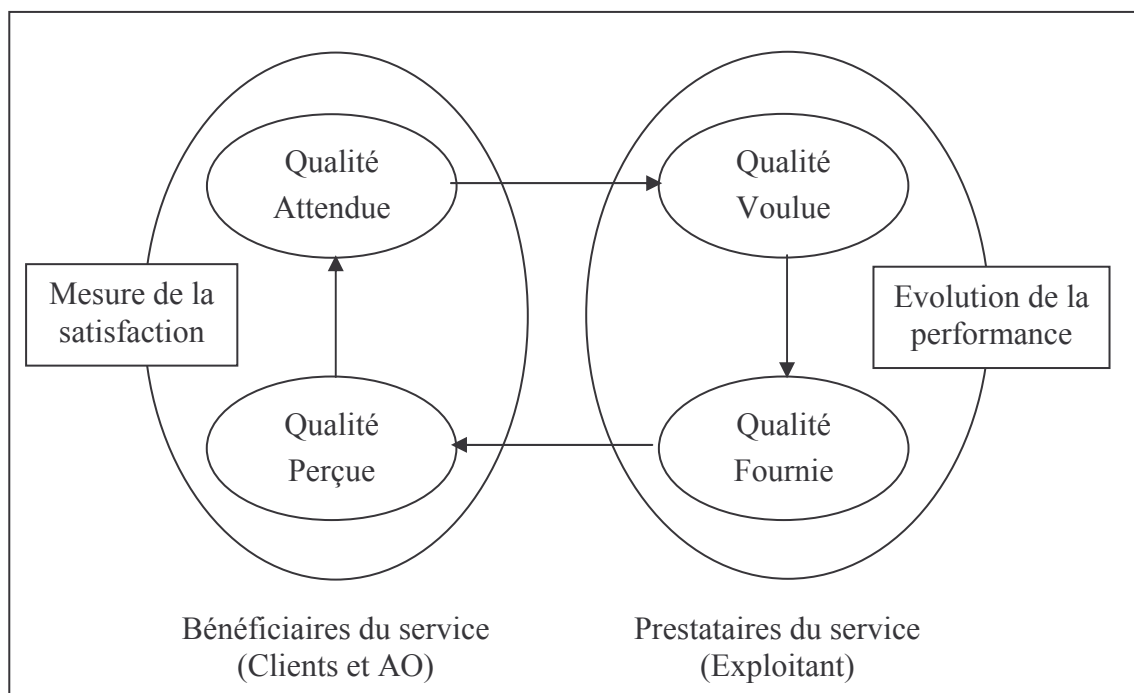 Qualité
Attendue
Qualité
Voulue
Mesure de la
satisfaction
Evolution de la
performance
Qualité
Perçue
Qualité
Fournie
Bénéficiaires du service
(Clients et AO)
Prestataires du service
(Exploitant)